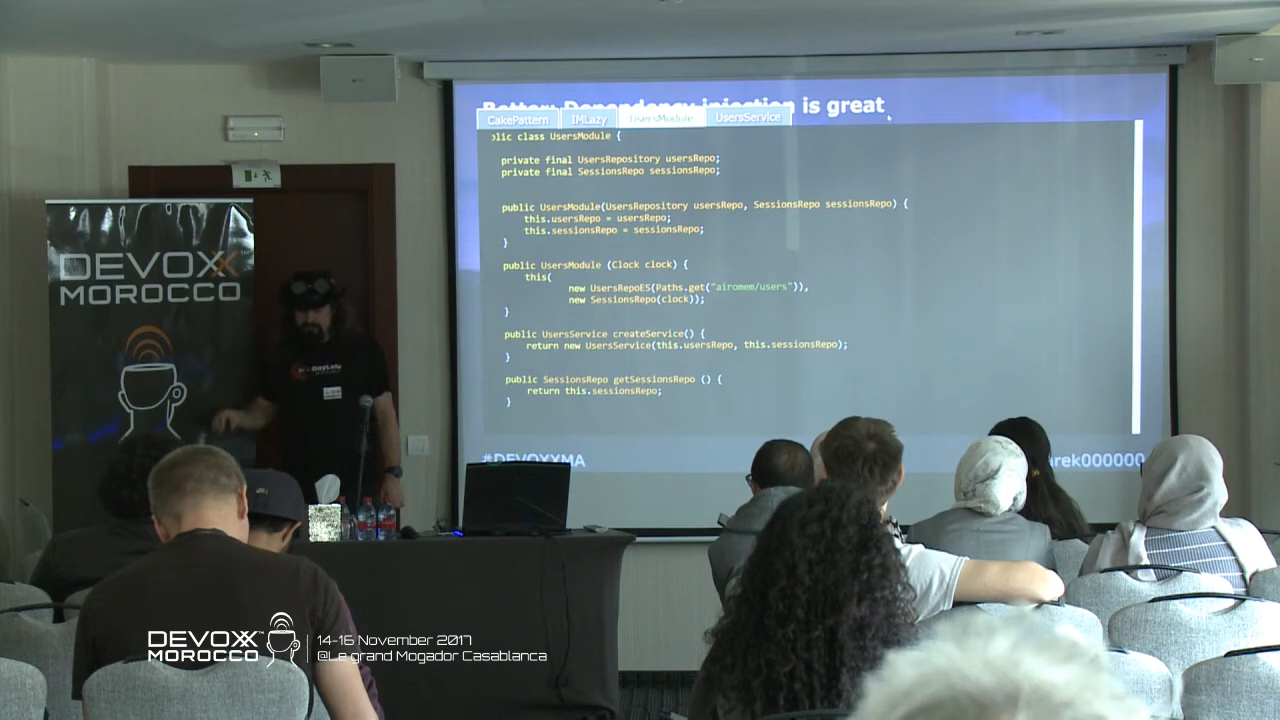 Better: Dependency injection is great
CakePattern IMLazy UsersModule UsersService
lic class UsersModule {
private final UsersRepository usersRepo;
private final SessionsRepo sessionsRepo;
public UsersModule(UsersRepository usersRepo, SessionsRepo sessionsRepo) {
this.usersRepo = usersRepo;
this.sessionsRepo = sessionsRepo;
}
public UsersModule (Clock clock) {
this(
new UsersRepoES(Paths.get("airomem/users")),
new SessionsRepo(clock));
}
public UsersService createService() {
return new UsersService(this.usersRepo, this.sessionsRepo);
}
public SessionsRepo getSessionsRepo () {
return this.sessionsRepo;
}
#DEVOXXMA
arek000000
DEVOXX™
MOROCCO
DEVOXX™
MOROCCO
14-16 November 2017
@Le grand Mogador Casablanca